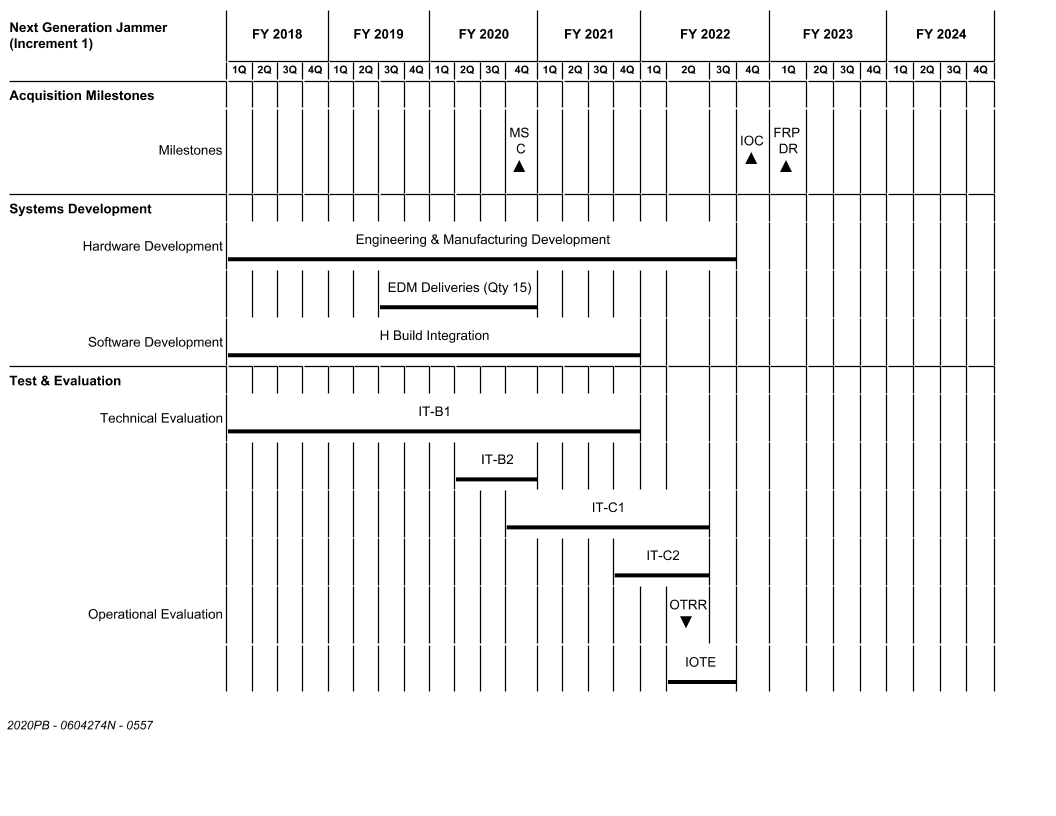 Next Generation Jammer
(Increment 1)
FY 2018 FY 2019 FY 2020 FY 2021 FY 2022 FY 2023 FY 2024
1Q 2Q 3Q 4Q 1Q 2Q 3Q 4Q 1Q 2Q 3Q 4Q 1Q 2Q 3Q 4Q 1Q 2Q 3Q 4Q 1Q 2Q 3Q 4Q 1Q 2Q 3Q 4Q
Acquisition Milestones
Milestones
MS
C
IOC
FRP
DR
Systems Development
Hardware Development
Engineering & Manufacturing Development
EDM Deliveries (Qty 15)
Software Development
H Build Integration
Test & Evaluation
Technical Evaluation
IT-B1
IT-B2
IT-C1
IT-C2
Operational Evaluation
OTRR
IOTE
2020PB - 0604274N - 0557